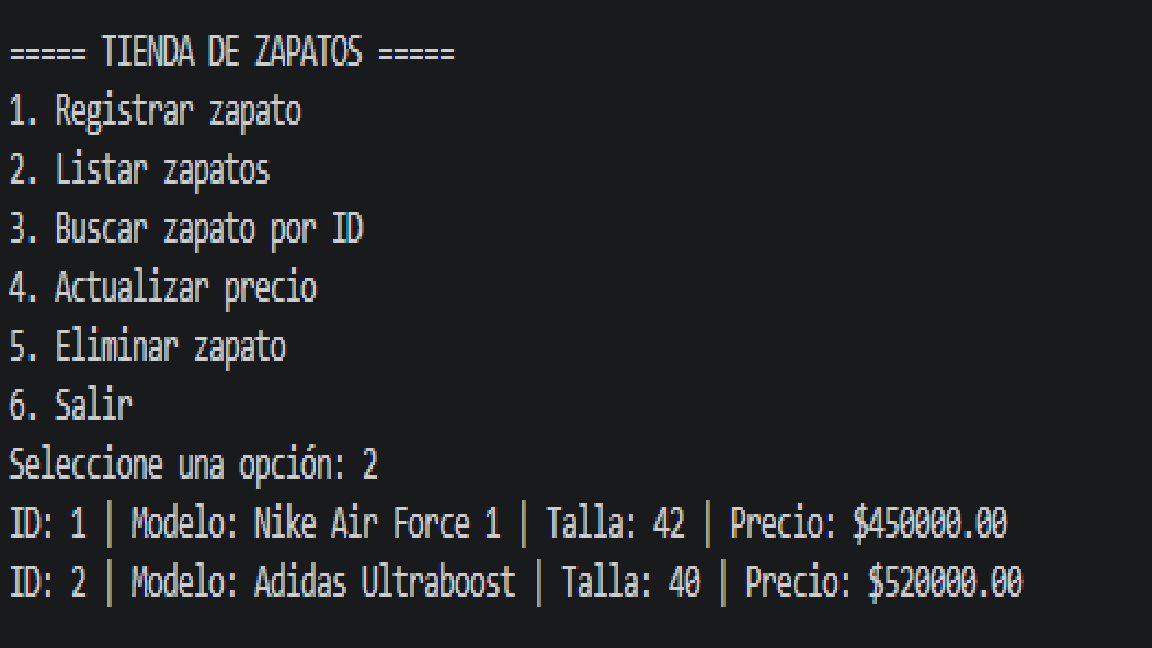 ===== TIENDA DE ZAPATOS =====
1. Registrar zapato
2. Listar zapatos
3. Buscar zapato por ID
4. Actualizar precio
5. Eliminar zapato
6. Salir
Seleccione una opción: 2
ID: 1 | Modelo: Nike Air Force 1 | Talla: 42 | Precio: $450000.00
ID: 2 | Modelo: Adidas Ultraboost | Talla: 40 | Precio: $520000.00